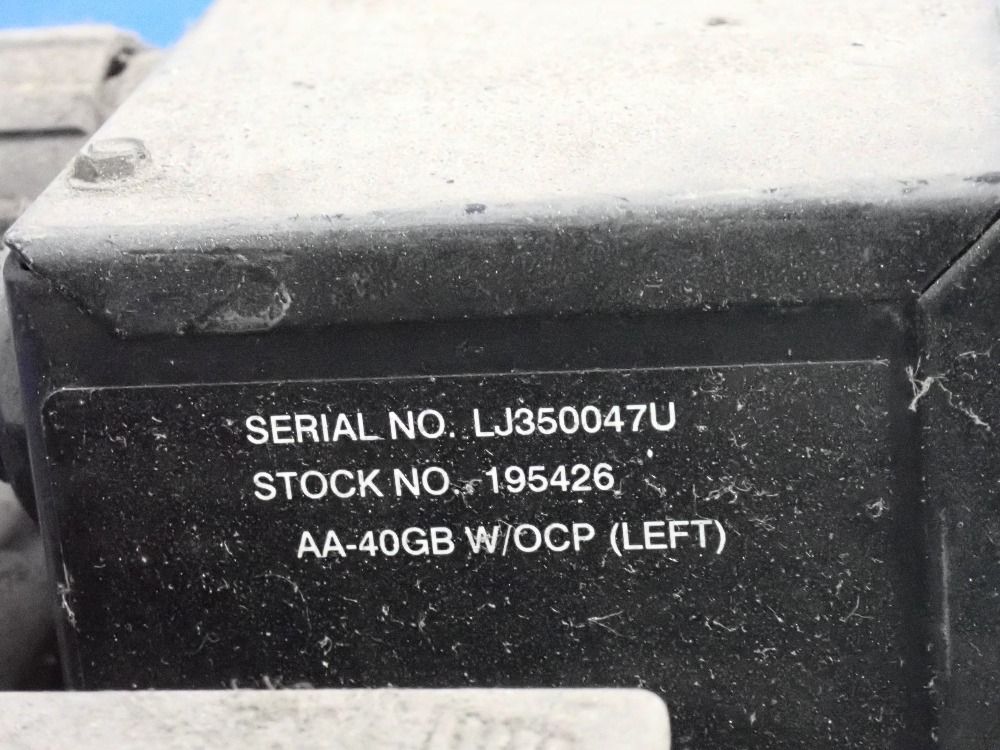 SERIAL NO. LJ350047U
STOCK NO. 195426
AA-40GB W/OCP (LEFT)